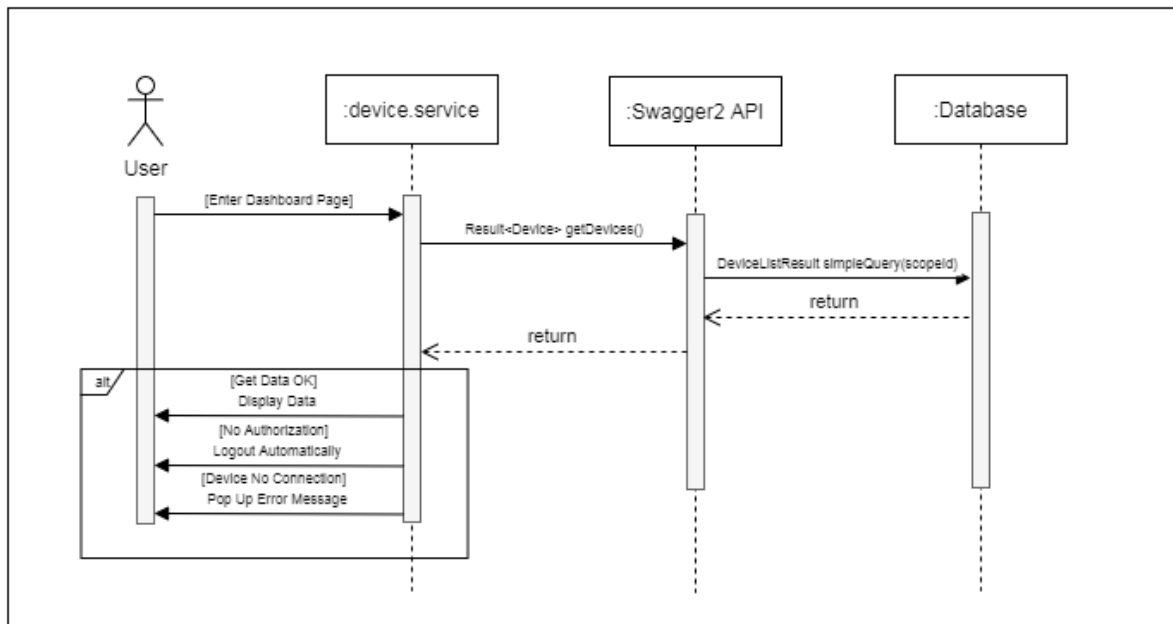 :device.service
:Swagger2 API
:Database
User
[Enter Dashboard Page]
Result<Device> getDevices()
DeviceListResult simpleQuery(scopeId)
return
return
alt
[Get Data OK]
Display Data
[No Authorization]
Logout Automatically
[Device No Connection]
Pop Up Error Message